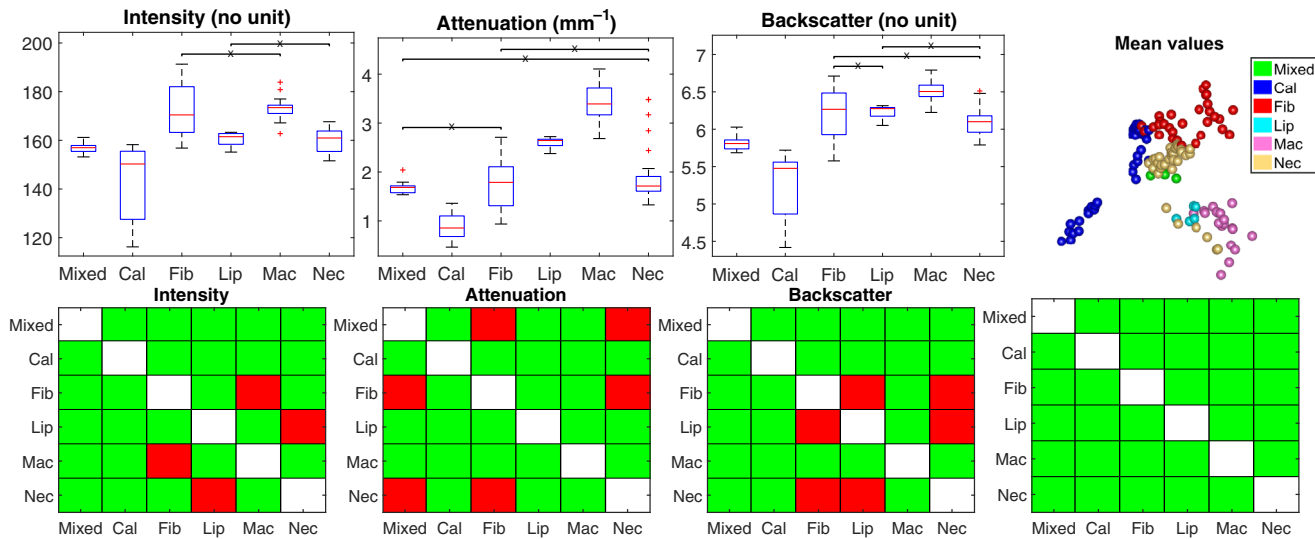 Intensity (no unit)
200
180
160
140
120
Mixed Cal Fib Lip Mac Nec
x
x
Attenuation (mm⁻¹)
4
3
2
1
Mixed Cal Fib Lip Mac Nec
x
x
x
Backscatter (no unit)
7
6.5
6
5.5
5
4.5
Mixed Cal Fib Lip Mac Nec
x
x
x
Mean values
Mixed
Cal
Fib
Lip
Mac
Nec
Intensity
Mixed
Cal
Fib
Lip
Mac
Nec
Mixed Cal Fib Lip Mac Nec
Attenuation
Mixed
Cal
Fib
Lip
Mac
Nec
Mixed Cal Fib Lip Mac Nec
Backscatter
Mixed
Cal
Fib
Lip
Mac
Nec
Mixed Cal Fib Lip Mac Nec
Mixed
Cal
Fib
Lip
Mac
Nec
Mixed Cal Fib Lip Mac Nec